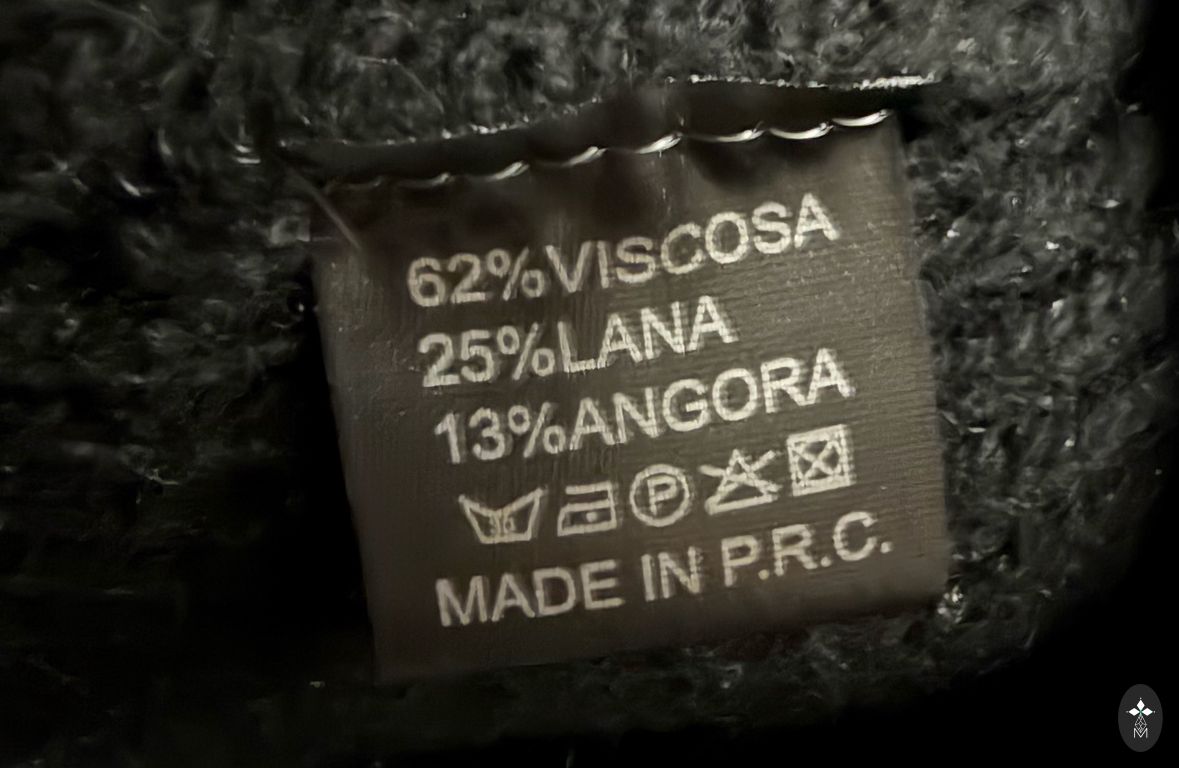 62%VISCOSA
25%LANA
13%ANGORA
P
MADE IN P.R.C.